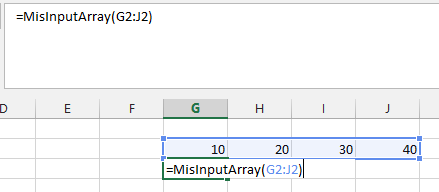 =MisInputArray(G2:J2)
D E F G H I J
10 20 30 40
=MisInputArray(G2:J2)